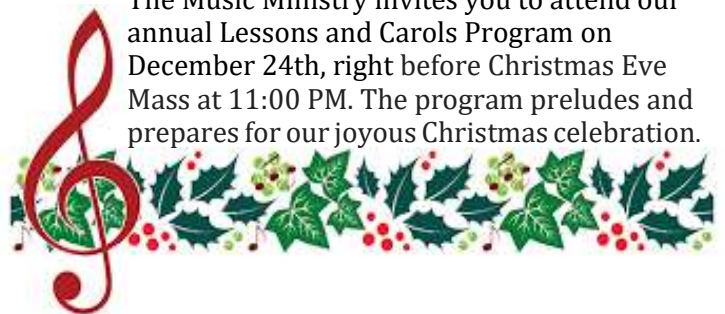 The Music Ministry invites you to attend our
annual Lessons and Carols Program on
December 24th, right before Christmas Eve
Mass at 11:00 PM. The program preludes and
prepares for our joyous Christmas celebration.